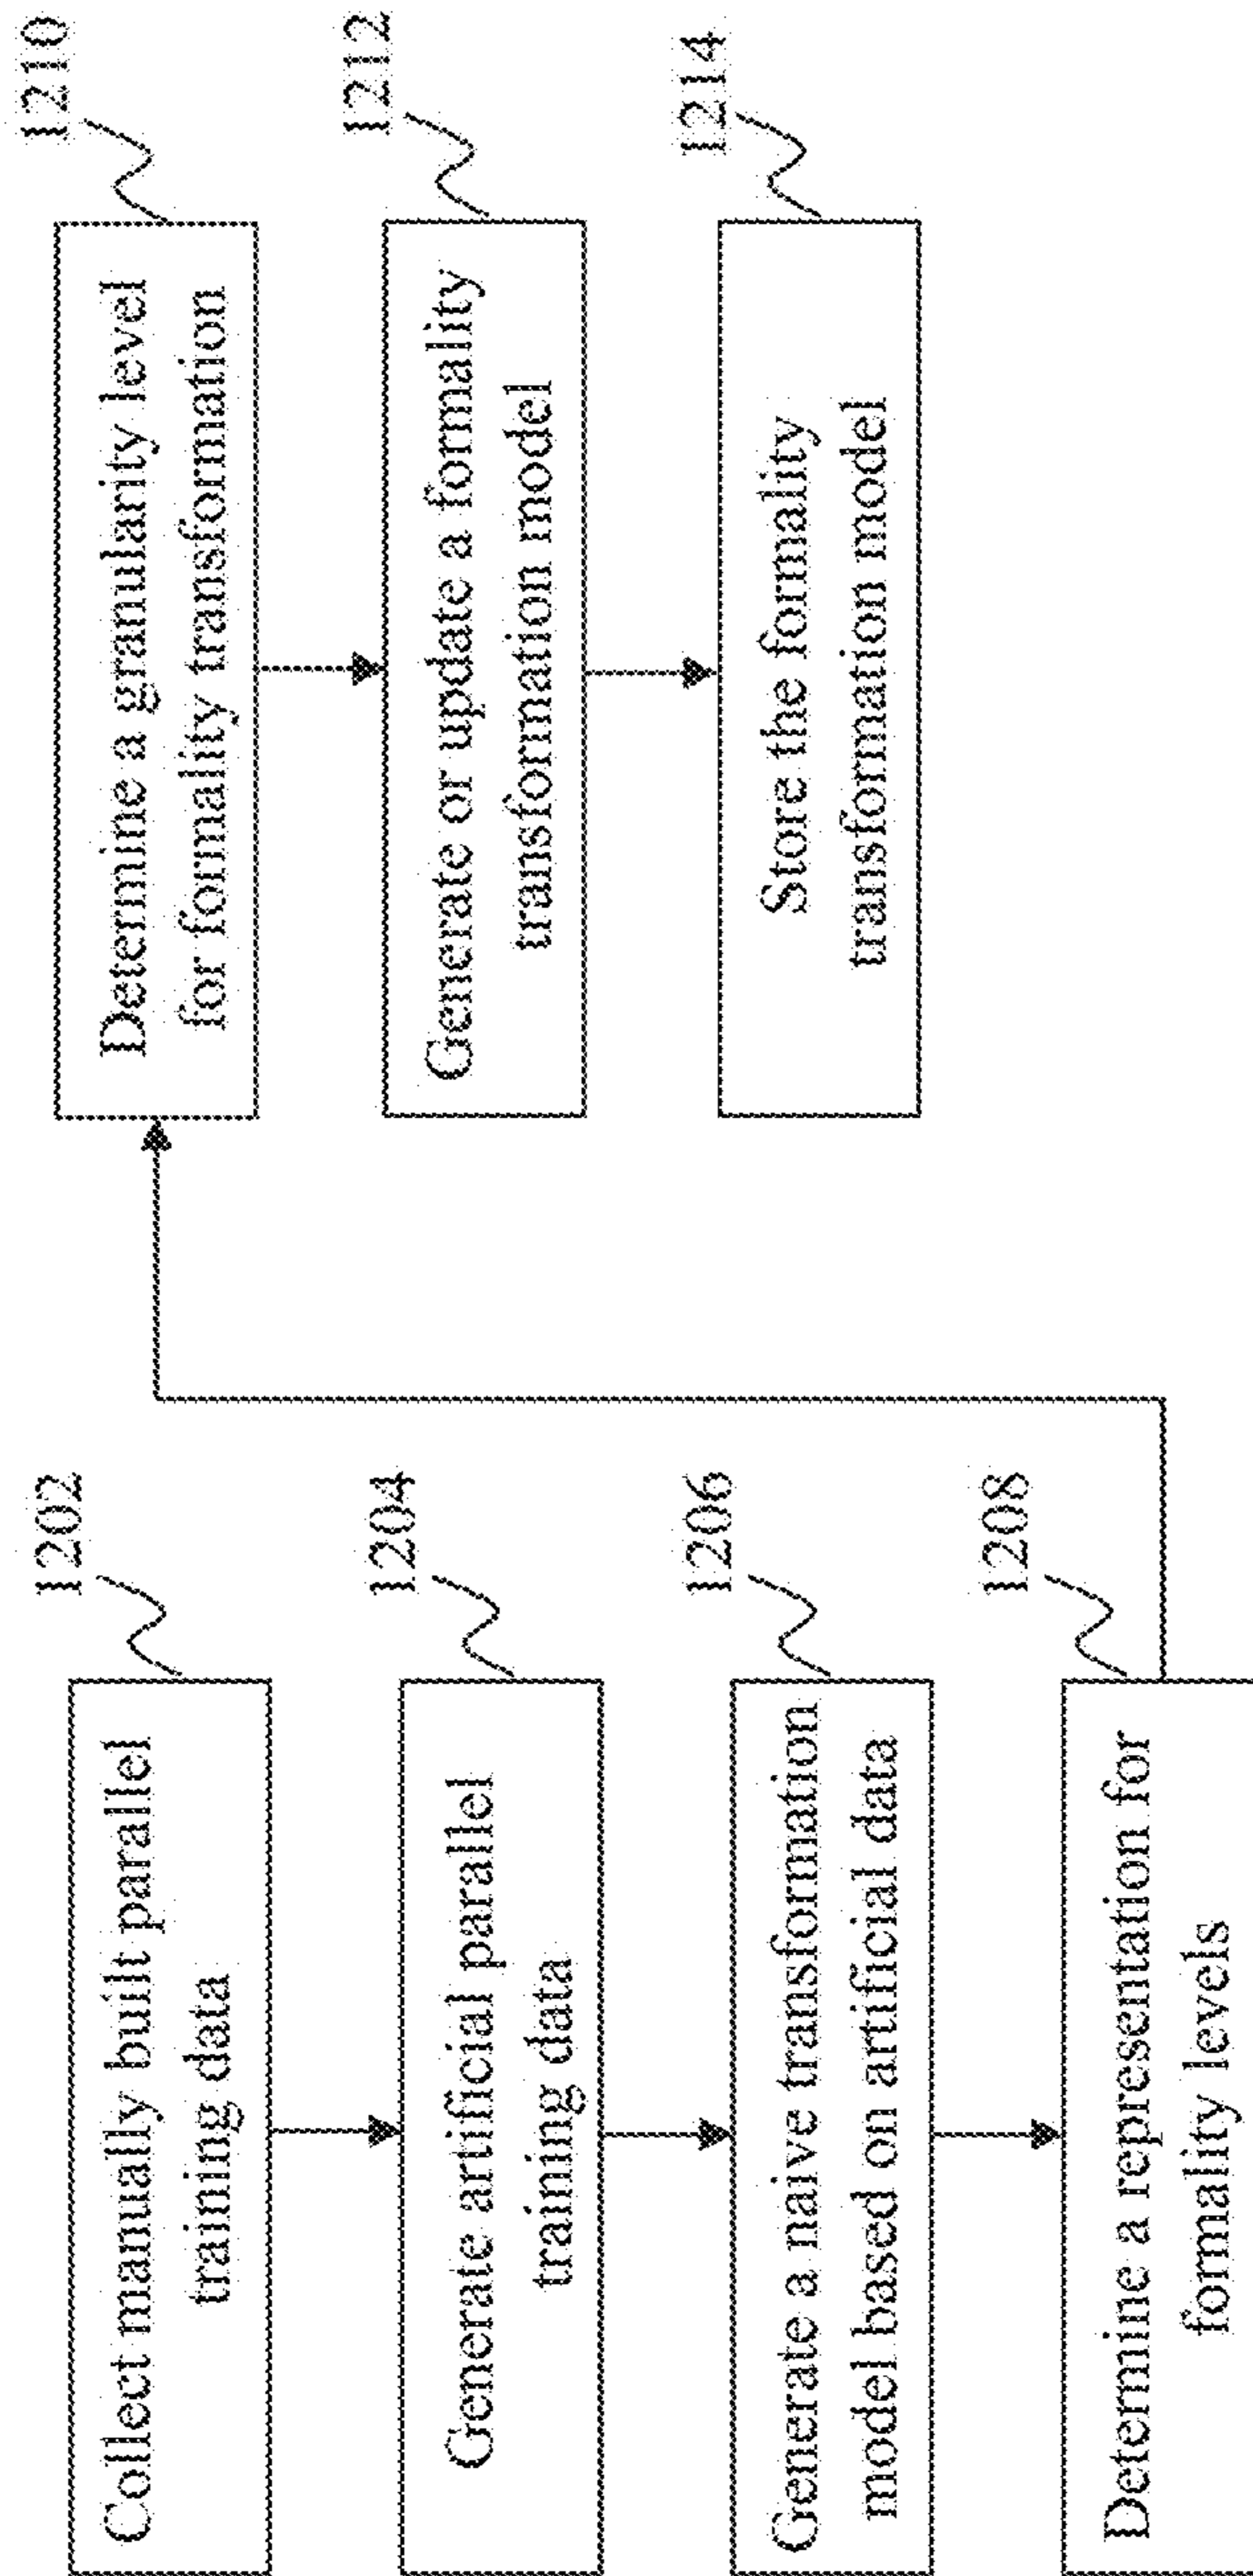 Collect manually built parallel
training data
1202
Generate artificial parallel
training data
1204
Generate a naive transformation
model based on artificial data
1206
Determine a representation for
formality levels
1208
Determine a granularity level
for formality transformation
1210
Generate or update a formality
transformation model
1212
Store the formality
transformation model
1214